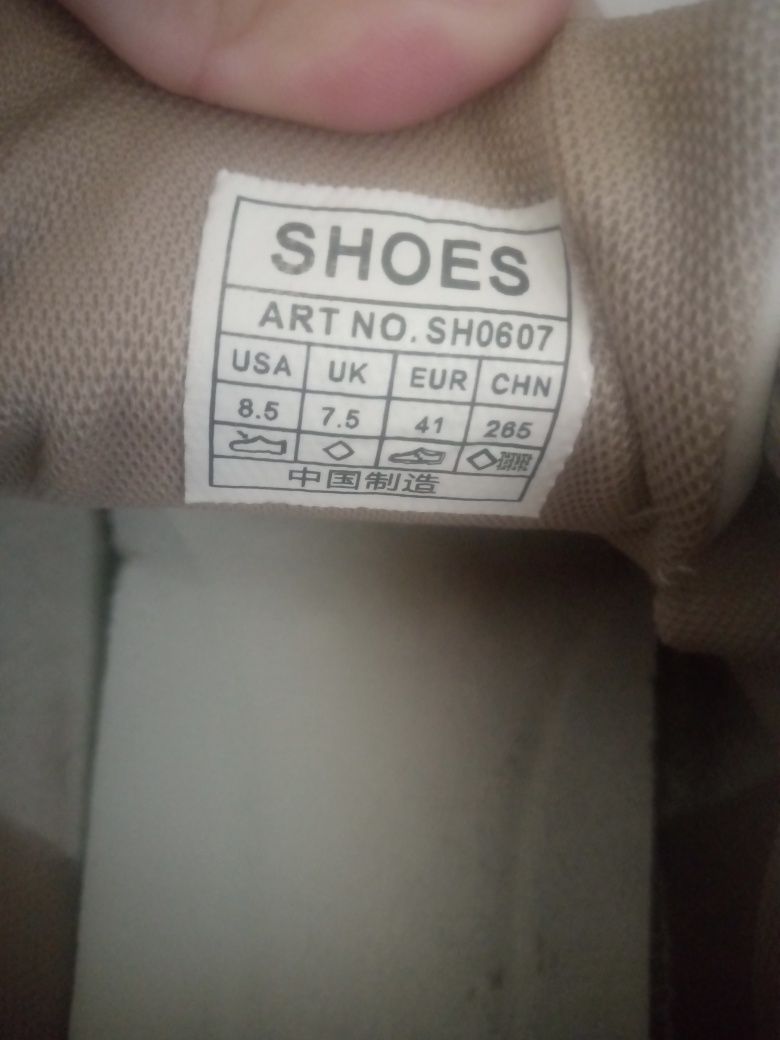 SHOES
ART NO. SH0607
USA UK EUR CHN
8.5 7.5 41 265
中国制造